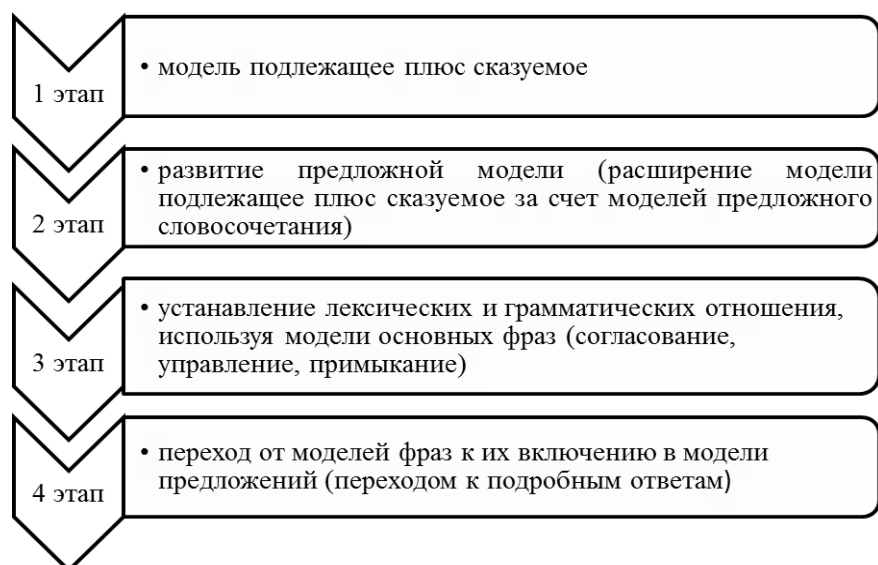 1 этап
• модель подлежащее плюс сказуемое
2 этап
• развитие предложной модели (расширение модели
подлежащее плюс сказуемое за счет моделей предложного
словосочетания)
3 этап
• устанавление лексических и грамматических отношения,
используя модели основных фраз (согласование,
управление, примыкание)
4 этап
• переход от моделей фраз к их включению в модели
предложений (переходом к подробным ответам)